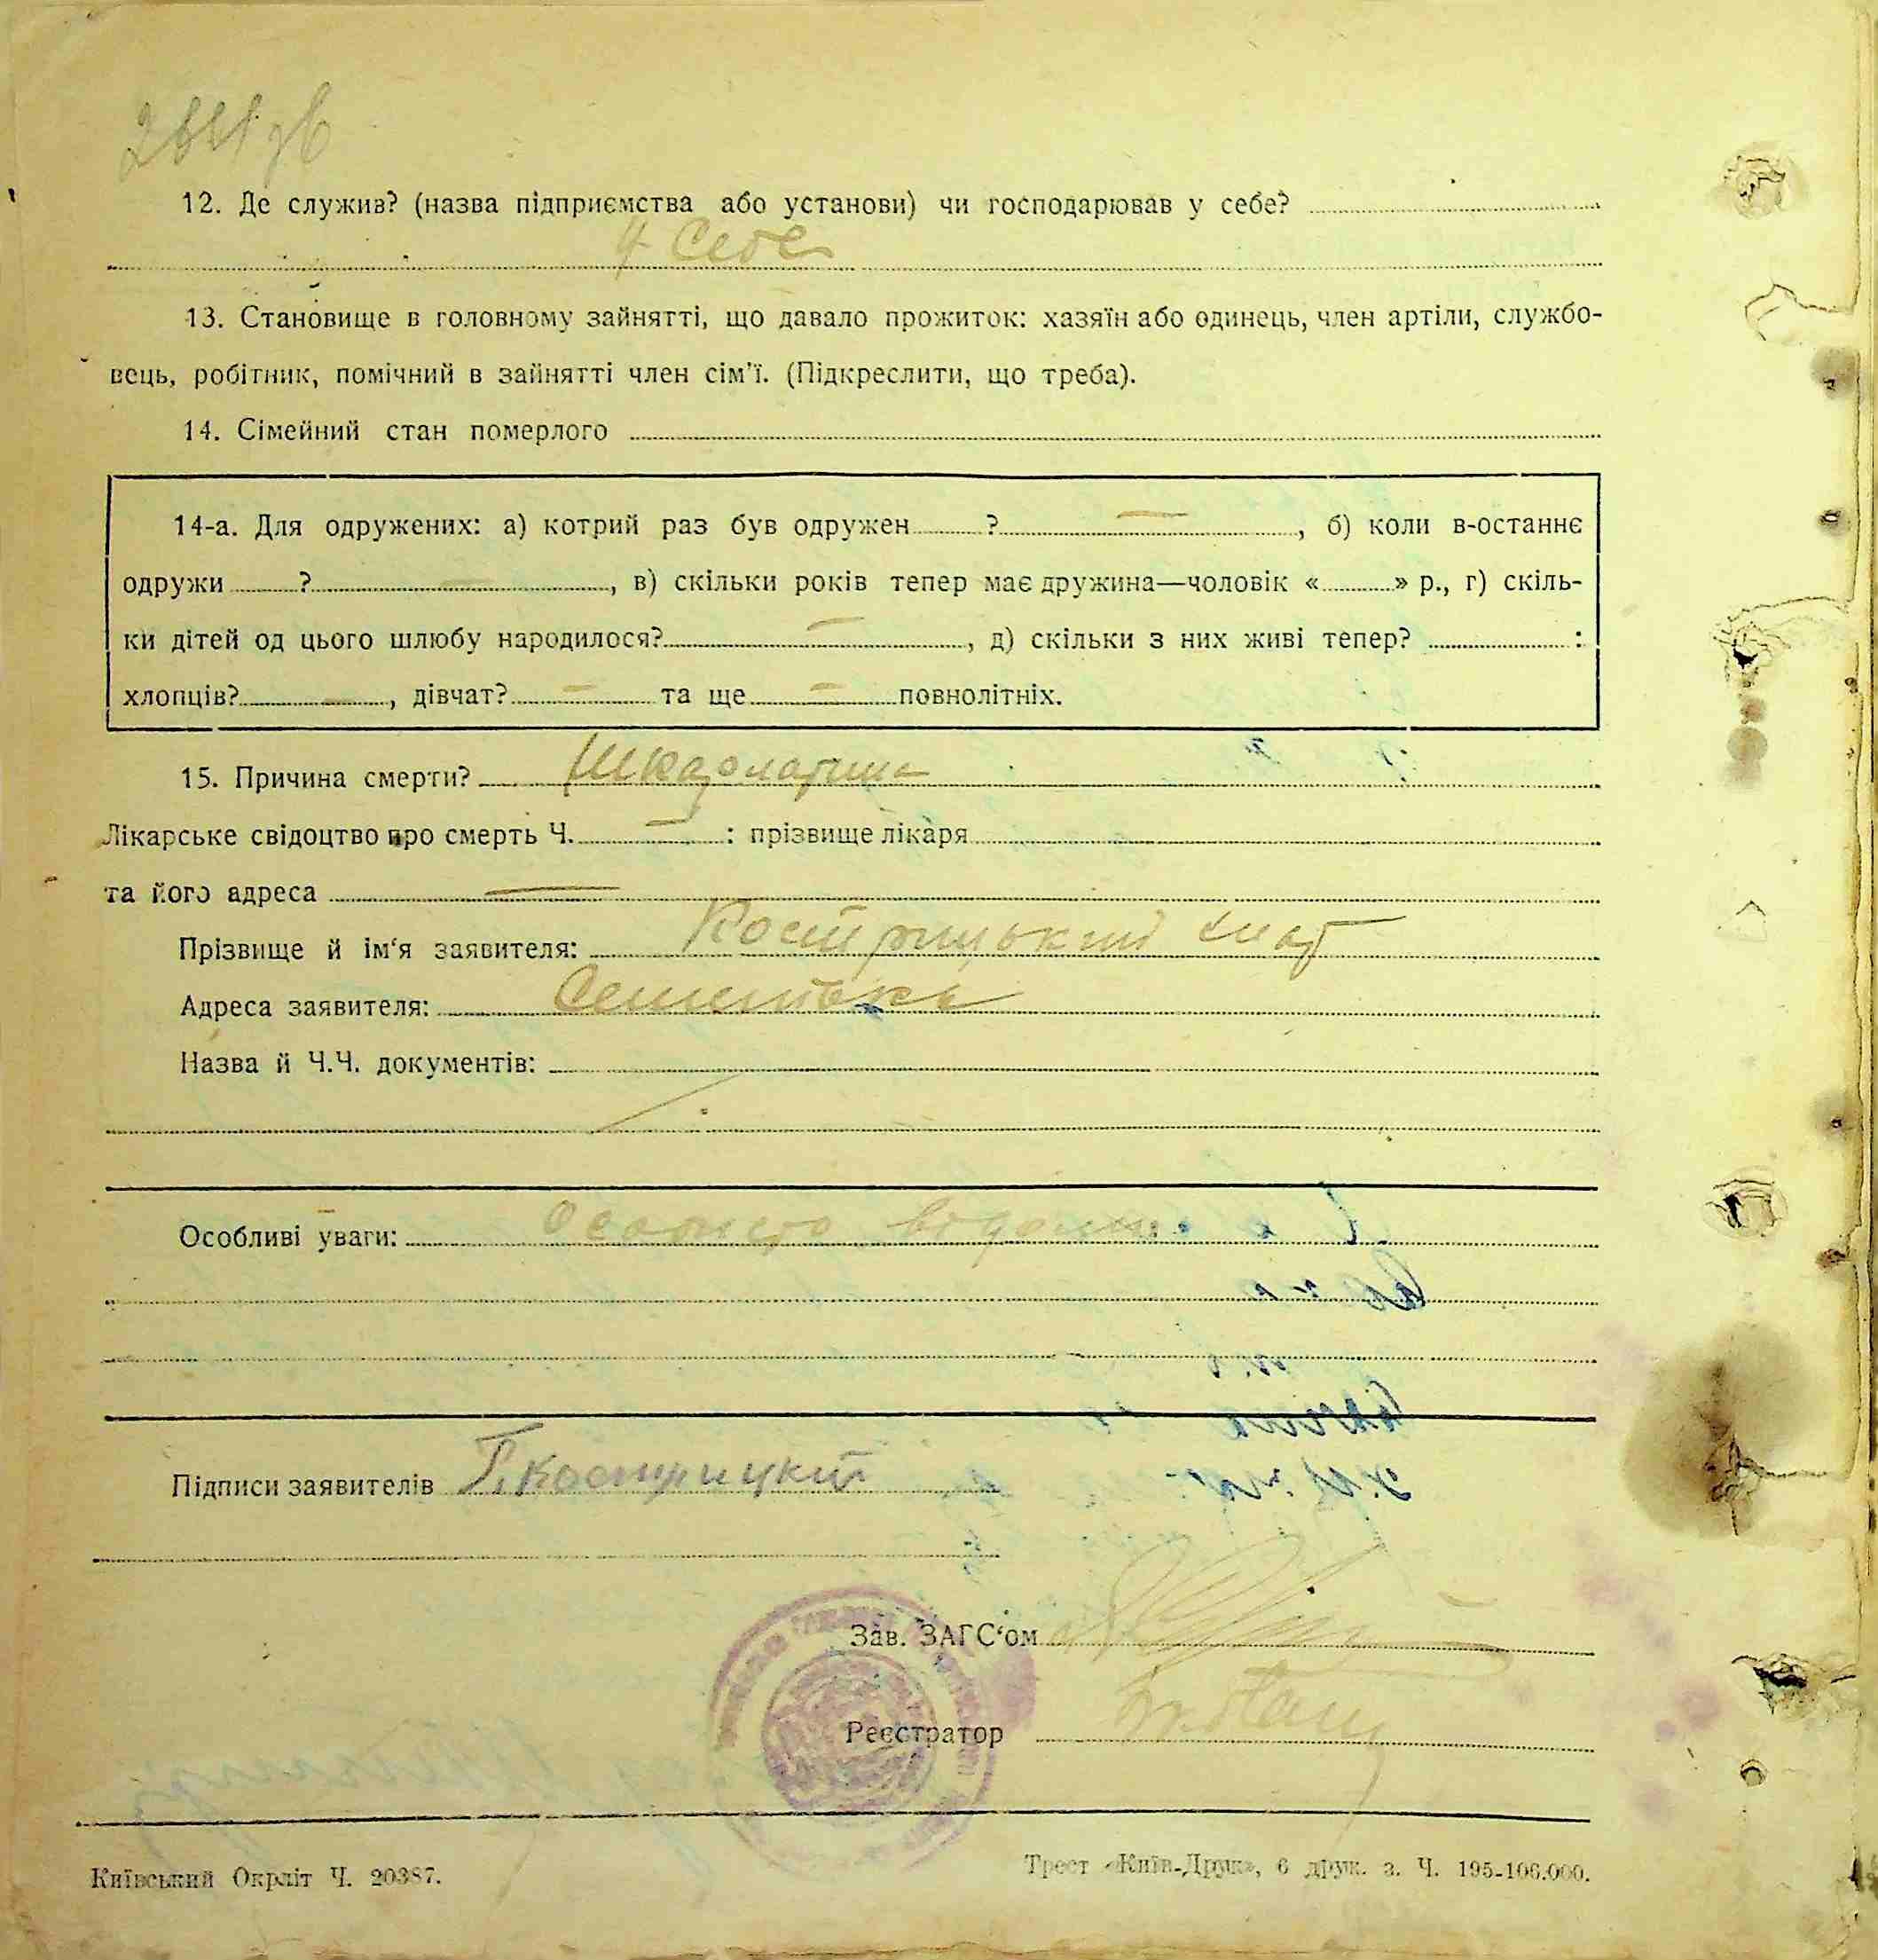 12. Де служив? (назва підприємства або установи) чи господарював у себе?
у себе
13. Становище в головному зайнятті, що давало прожиток: хазяїн або одинець, член артіли, службо-
вець, робітник, помічний в зайнятті член сім'ї. (Підкреслити, що треба).
14. Сімейний стан померлого
14-а. Для одружених: а) котрий раз був одружен ? — , б) коли в-останнє
одружи ? — , в) скільки років тепер має дружина—чоловік « » р., г) скіль-
ки дітей од цього шлюбу народилося? — , д) скільки з них живі тепер? :
хлопців? — , дівчат? — та ще — повнолітніх.
15. Причина смерти? Шкарлатина
Лікарське свідоцтво про смерть Ч. — : прізвище лікаря
та його адреса —
Прізвище й ім'я заявителя: Кострицький
Адреса заявителя:
Назва й Ч.Ч. документів:
Особливі уваги: Особисто відомий
Підписи заявителів Кострицкий
Зав. ЗАГС'ом
Реєстратор
Київський Окрліт Ч. 20387.
Трест «Київ-Друк», 6 друк. з. Ч. 195-106.000.